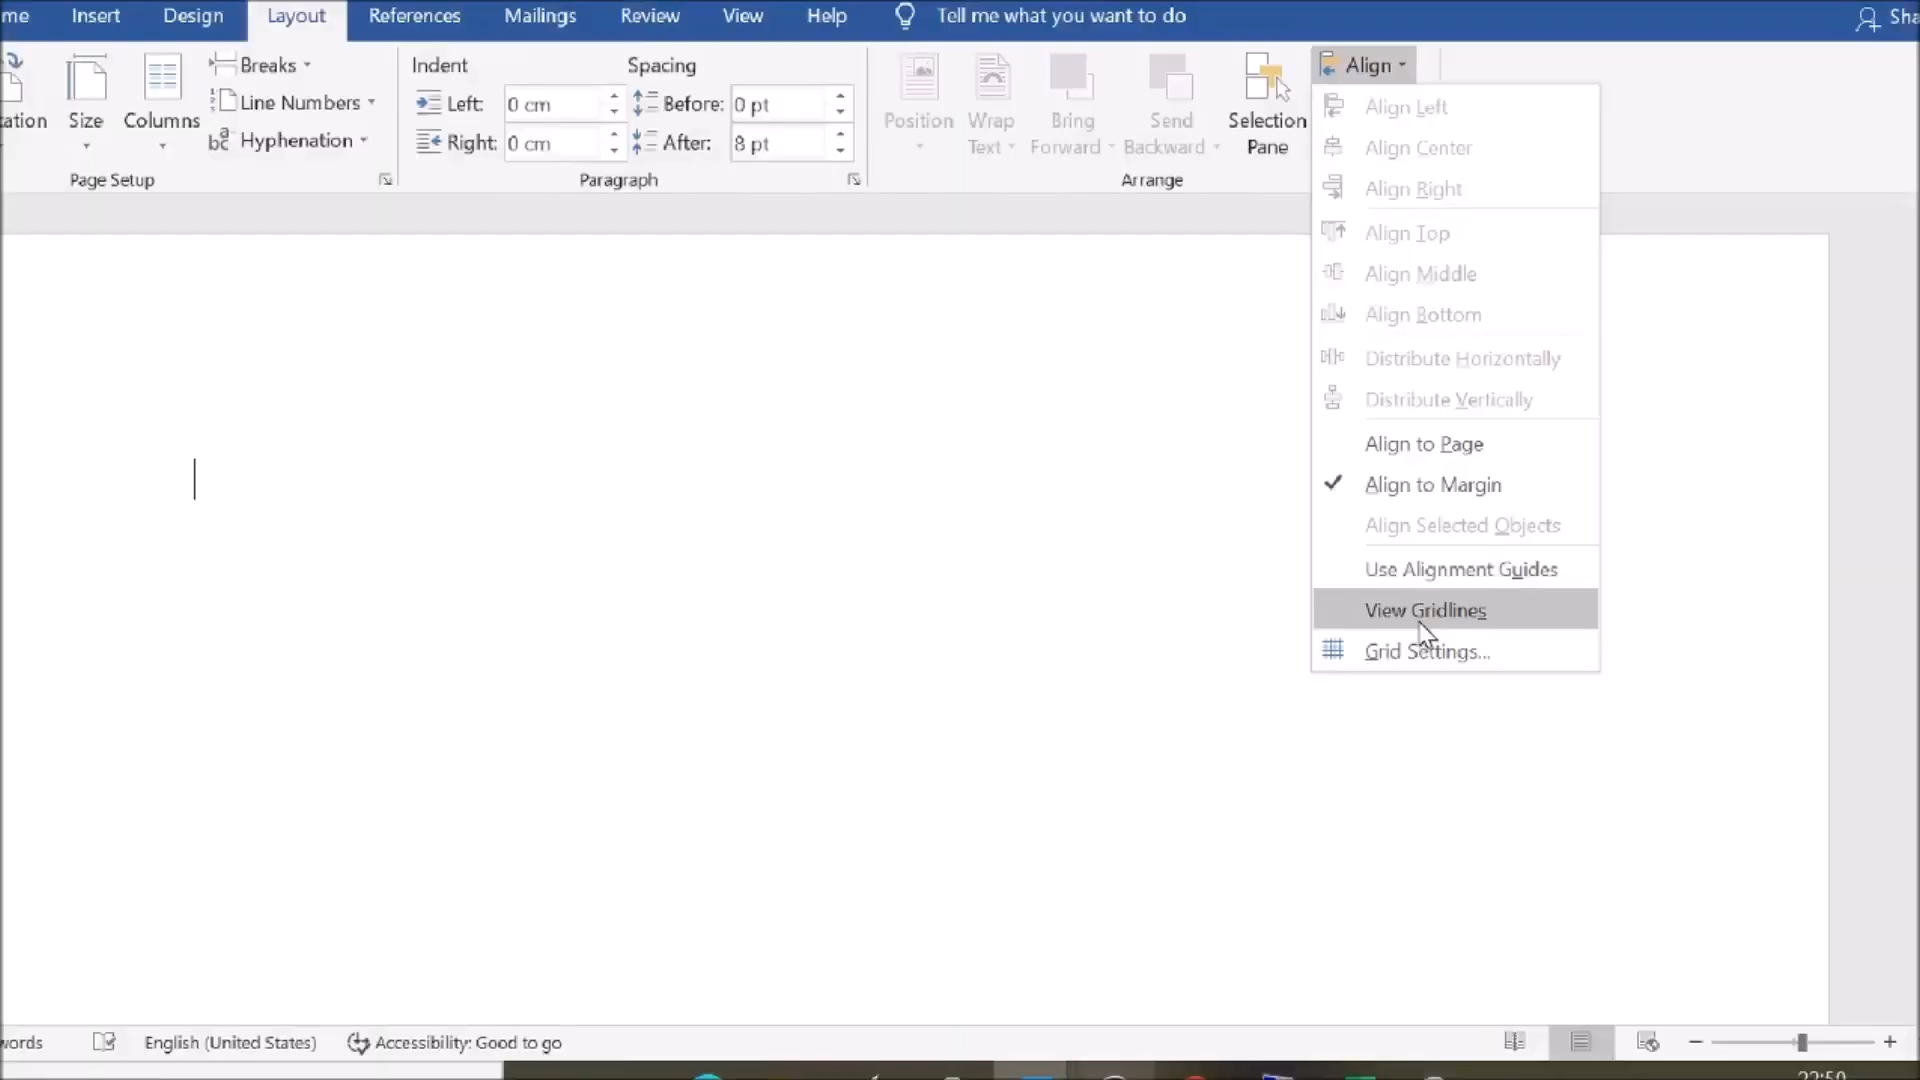 me Insert Design Layout References Mailings Review View Help Tell me what you want to do Sha
Breaks Indent Spacing Align
Line Numbers Left: 0 cm Before: 0 pt
ation Size Columns Position Wrap Bring Send Selection
Hyphenation Right: 0 cm After: 8 pt Text Forward Backward Pane
Page Setup Paragraph Arrange
Align Left
Align Center
Align Right
Align Top
Align Middle
Align Bottom
Distribute Horizontally
Distribute Vertically
Align to Page
Align to Margin
Align Selected Objects
Use Alignment Guides
View Gridlines
Grid Settings...
words English (United States) Accessibility: Good to go
22:50